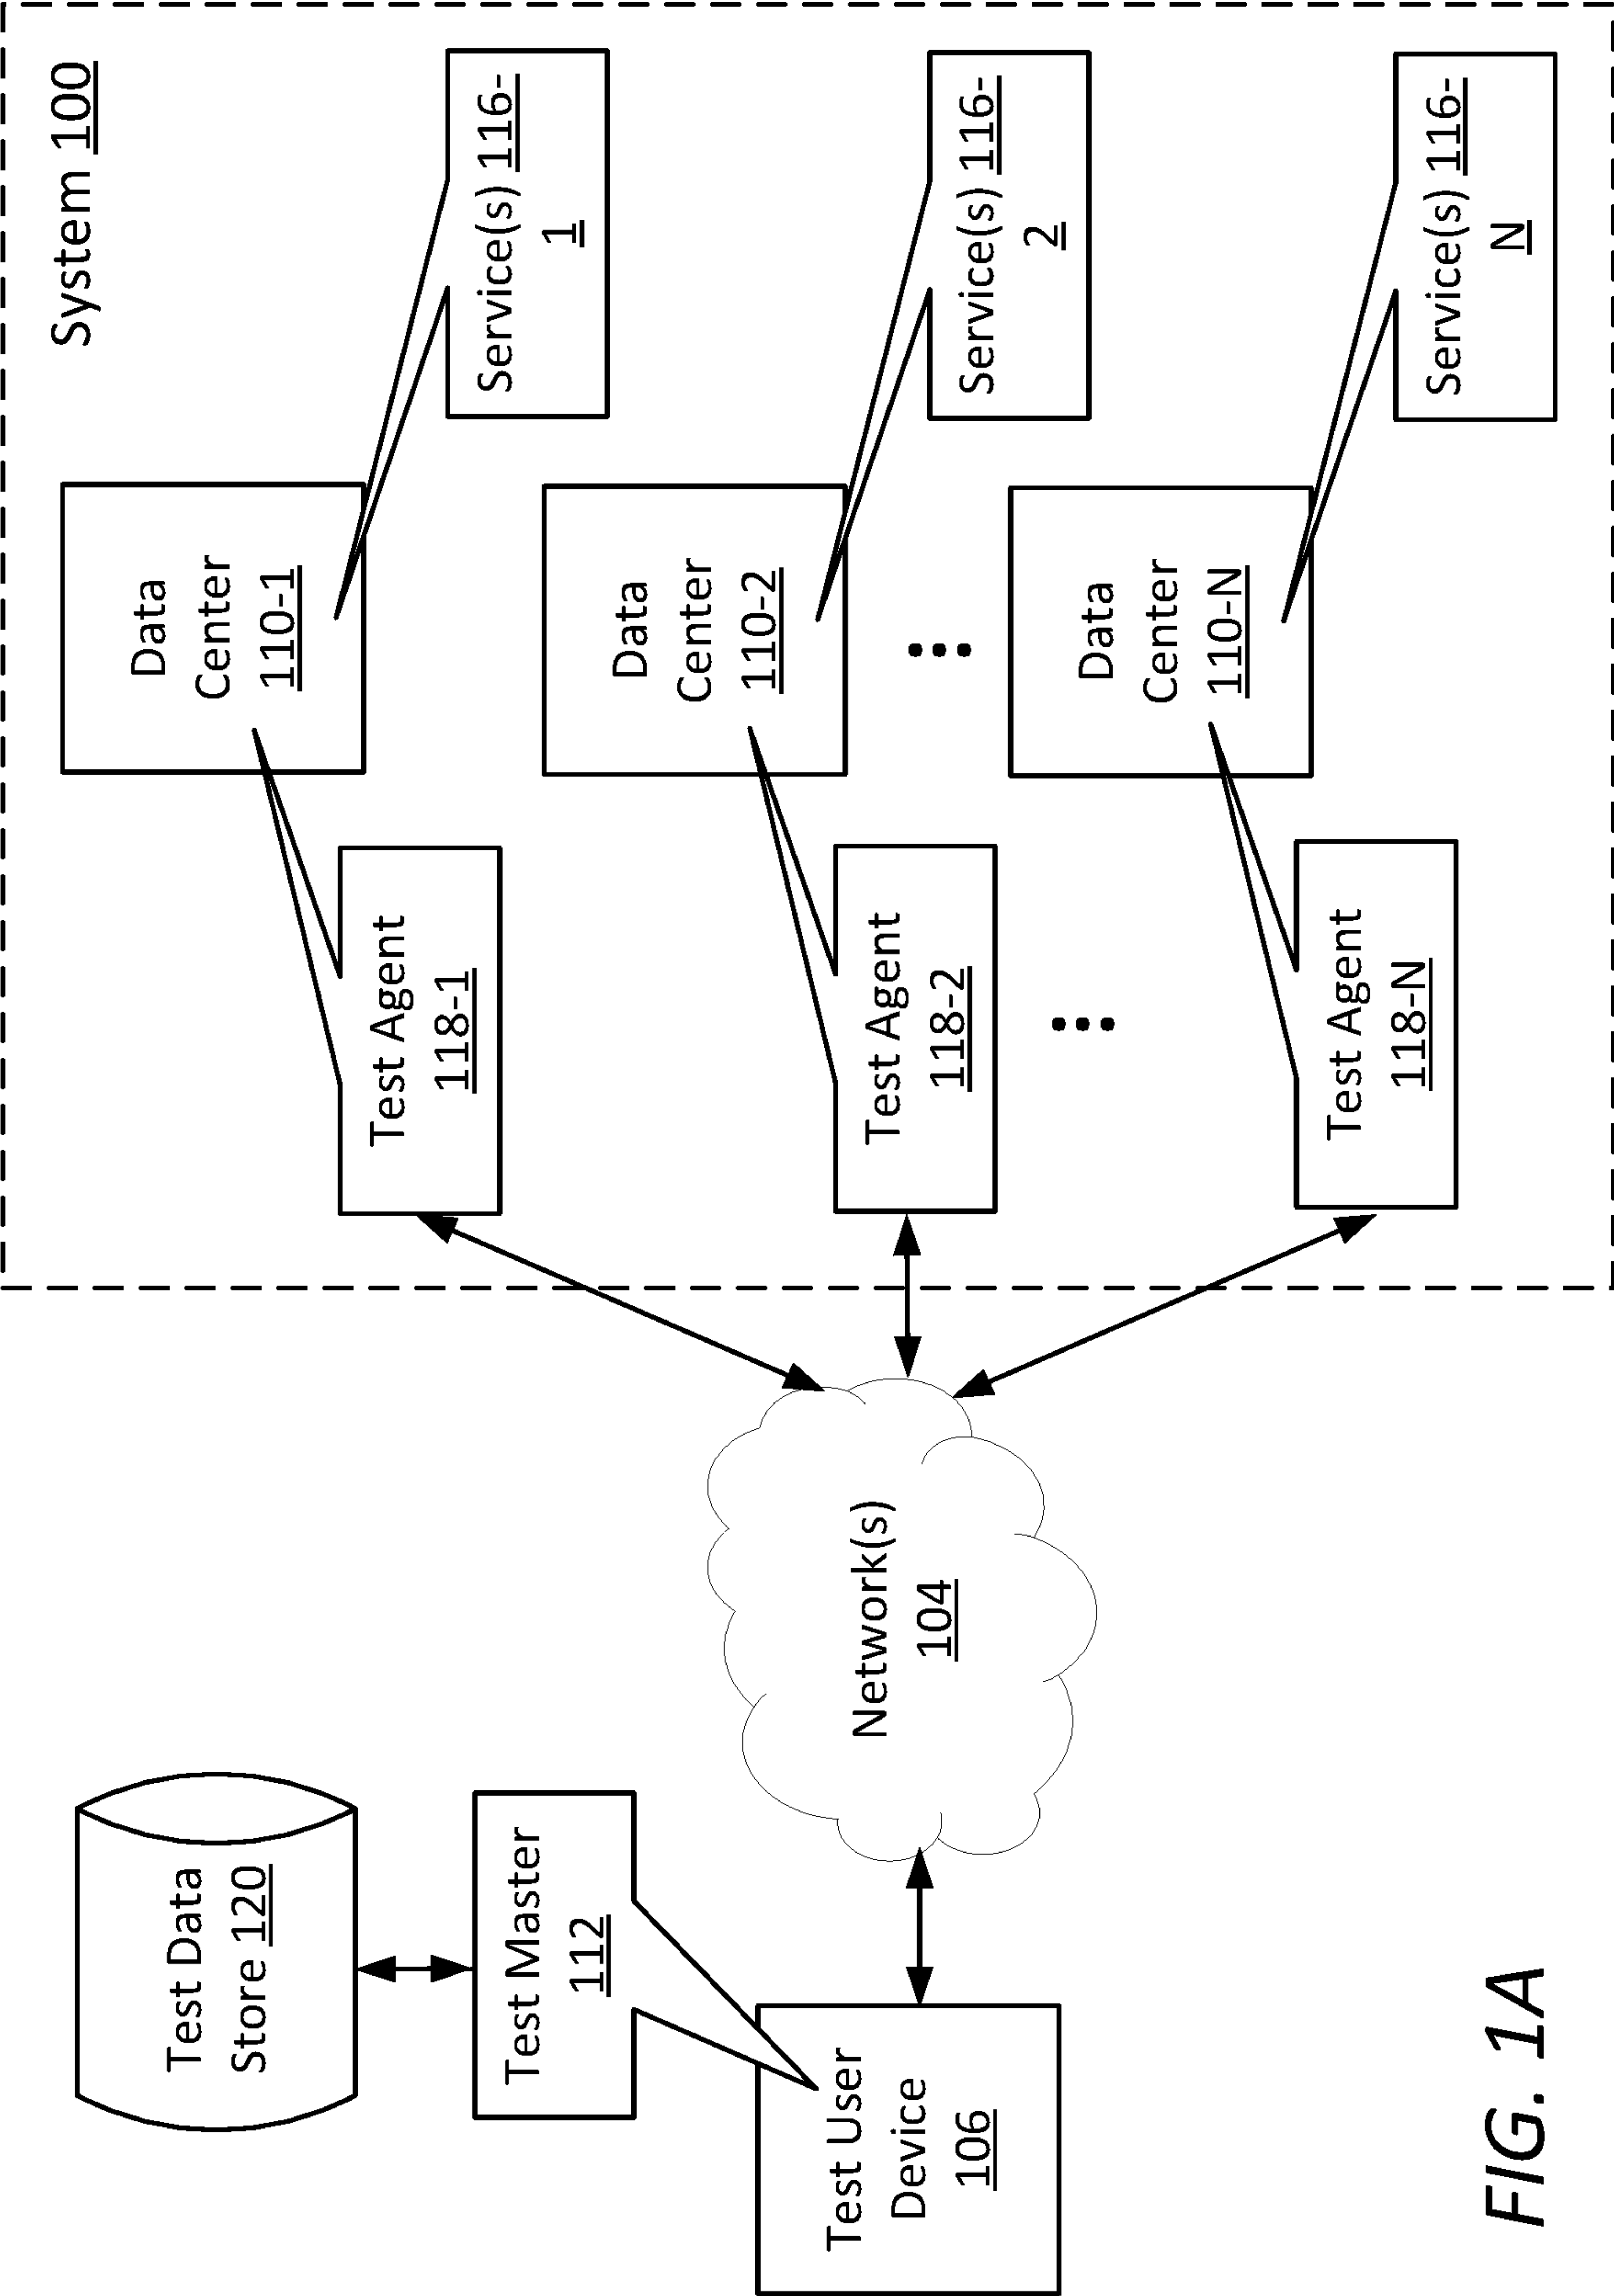 System 100
Test Data
Store 120
Test Master
112
Test User
Device
106
Network(s)
104
Test Agent
118-1
Data
Center
110-1
Service(s) 116-
1
Test Agent
118-2
Data
Center
110-2
Service(s) 116-
2
Test Agent
118-N
Data
Center
110-N
Service(s) 116-
N
FIG. 1A